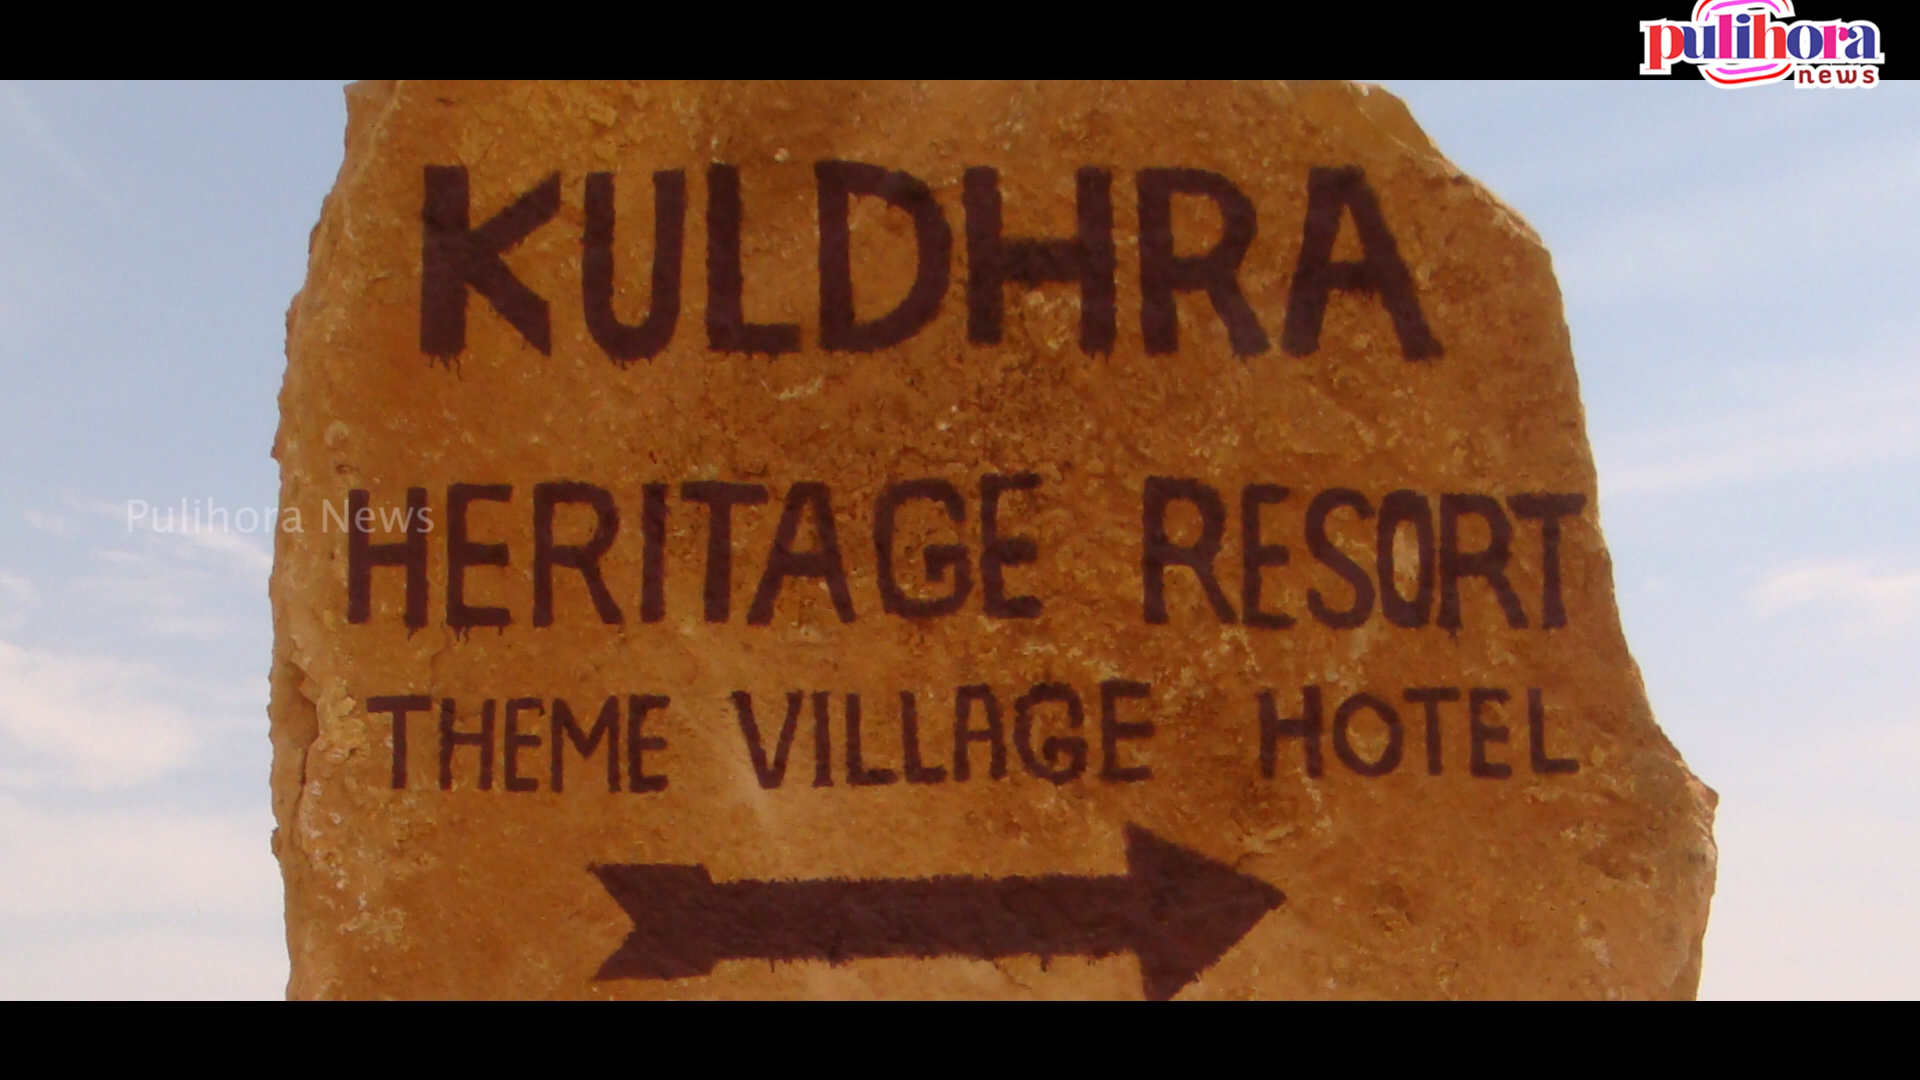 pulihora
news
KULDHRA
HERITAGE RESORT
Pulihora News
THEME VILLAGE HOTEL